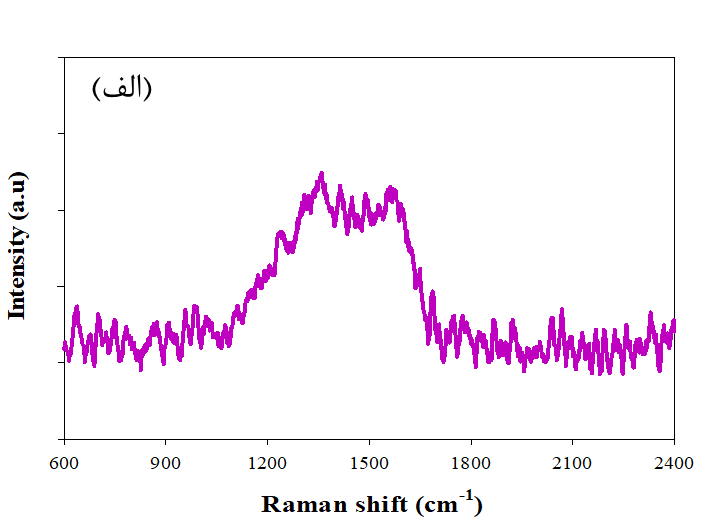 (الف)
Intensity (a.u)
600 900 1200 1500 1800 2100 2400
Raman shift (cm⁻¹)